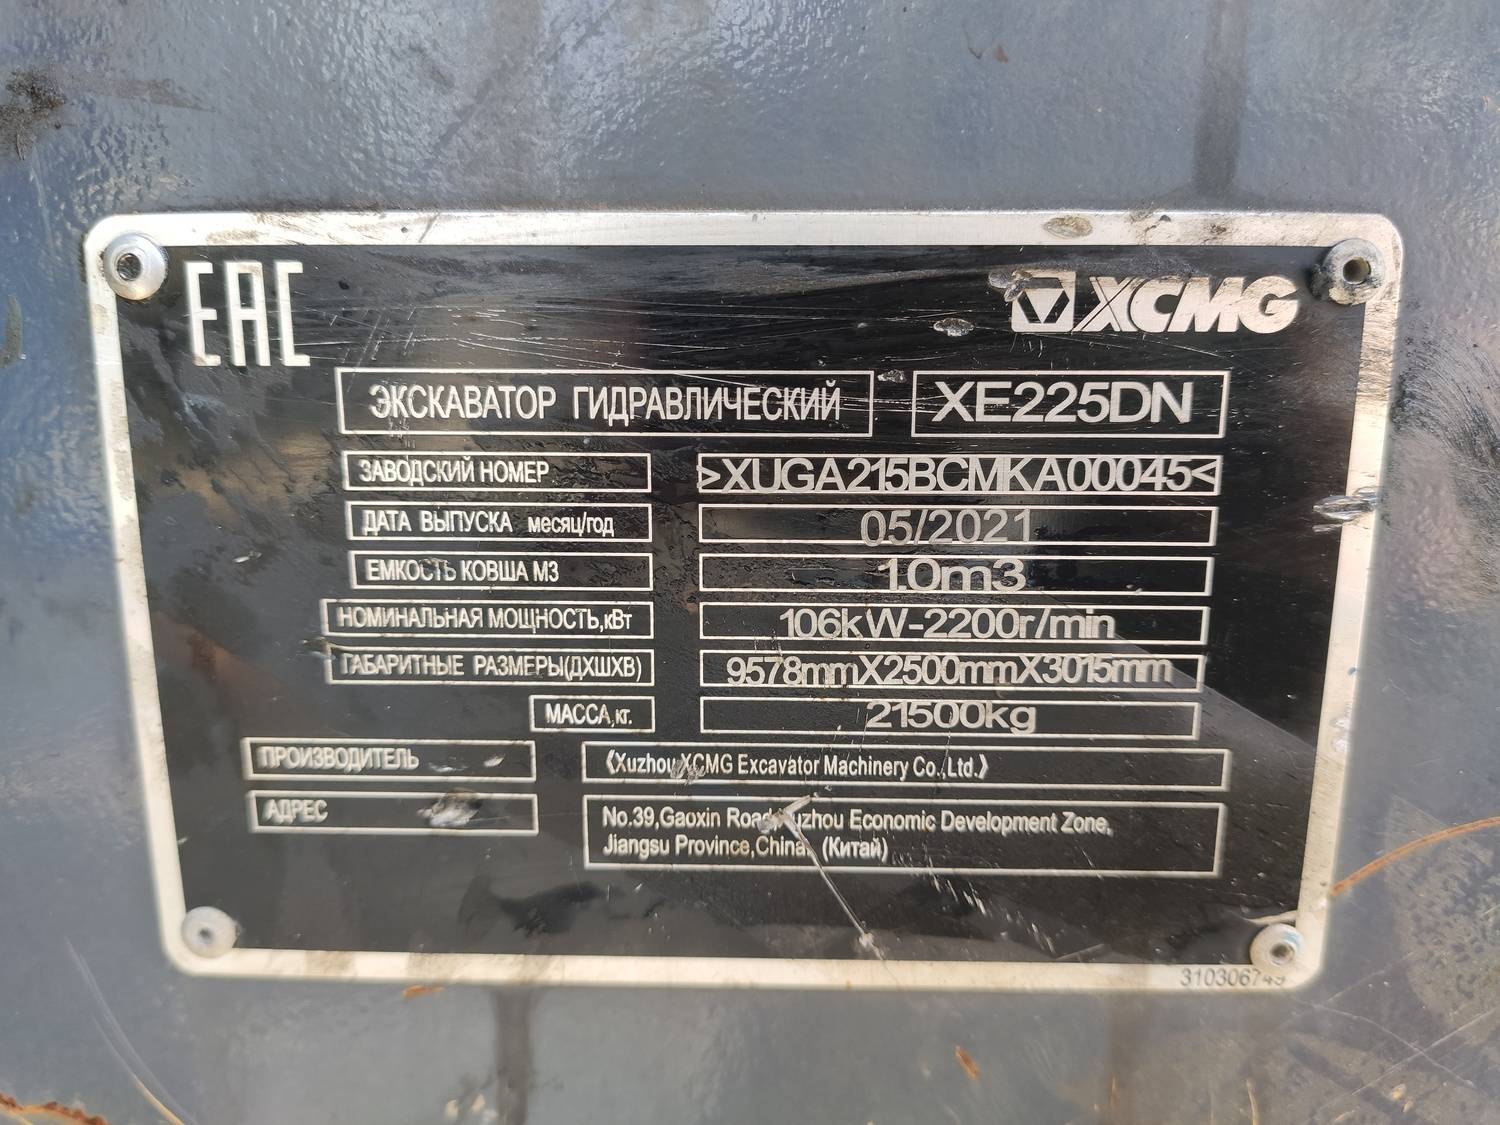 EAC
XCMG
ЭКСКАВАТОР ГИДРАВЛИЧЕСКИЙ XE225DN
ЗАВОДСКИЙ НОМЕР >XUGA215BCMKA00045<
ДАТА ВЫПУСКА месяц/год 05/2021
ЕМКОСТЬ КОВША М3 1.0m3
НОМИНАЛЬНАЯ МОЩНОСТЬ,кВт 106kW-2200r/min
ГАБАРИТНЫЕ РАЗМЕРЫ(ДХШХВ) 9578mmX2500mmX3015mm
МАССА,кг. 21500kg
ПРОИЗВОДИТЕЛЬ 《Xuzhou XCMG Excavator Machinery Co.,Ltd.》
АДРЕС No.39,Gaoxin Road, Economic Development Zone,
Jiangsu Province,China, (Китай)